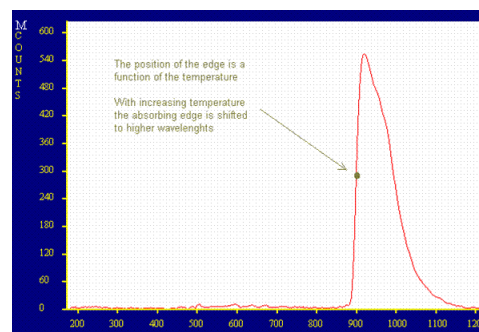 M
COUNTS
600
540
480
420
360
300
240
180
120
60
0
The position of the edge is a
function of the temperature
With increasing temperature
the absorbing edge is shifted
to higher wavelenghts
200 300 400 500 600 700 800 900 1000 1100